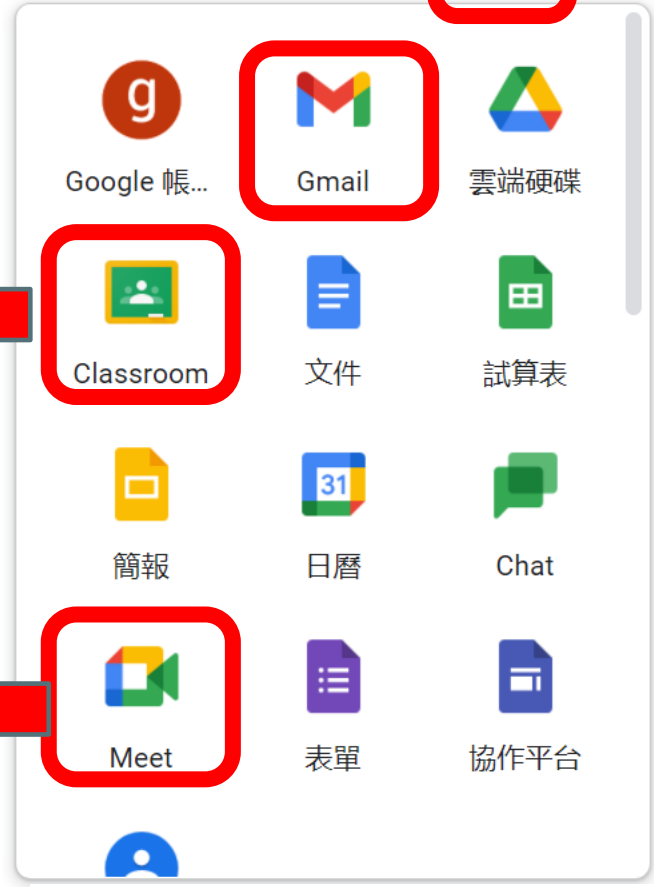 g
Google 帳...
Gmail
雲端硬碟
Classroom
文件
試算表
31
簡報
日曆
Chat
Meet
表單
協作平台